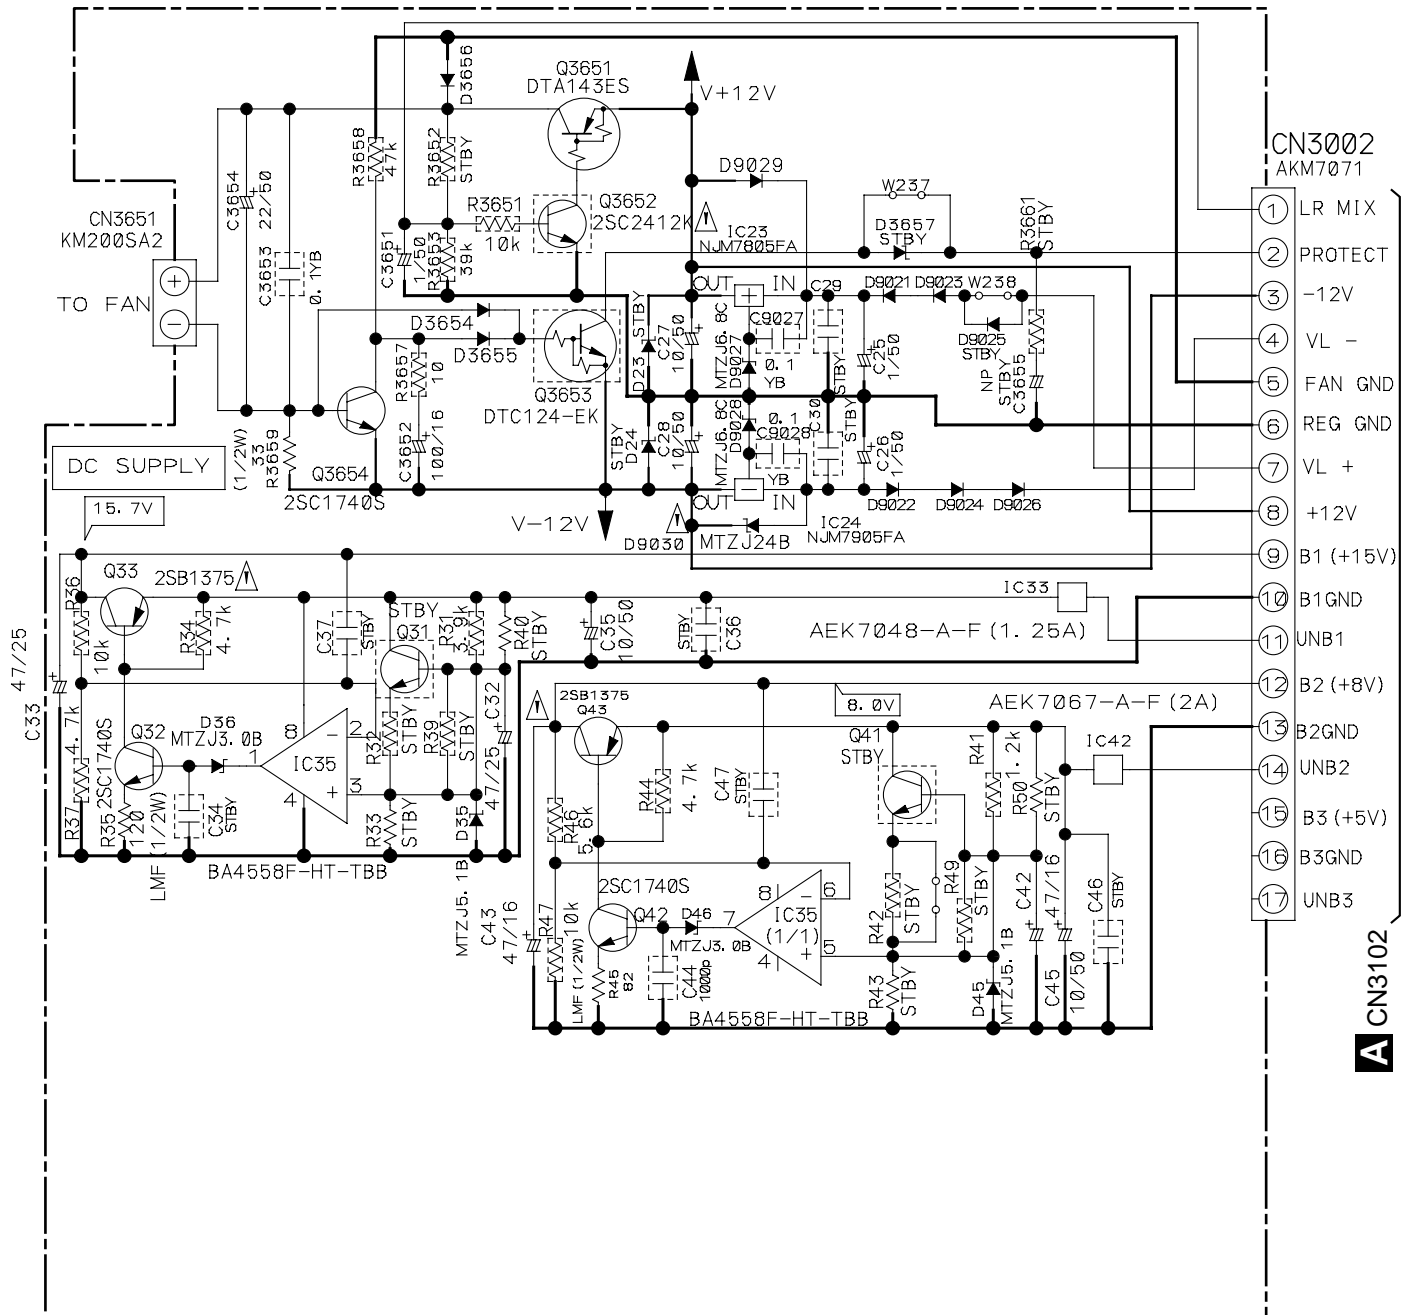 D3656
Q3651
DTA143ES
V+12V
CN3002
AKM7071
R3658
47k
R3652
STBY
D9029
W237
C3654
22/50
CN3651
KM200SA2
R3651
10k
Q3652
2SC2412K
D3657
STBY
R3661
STBY
1 LR MIX
IC23
NJM7805FA
2 PROTECT
C3653
0.1YB
C3651
1/50
R3653
39k
OUT
+
IN
C29
D9021
D9023
W238
3 -12V
TO FAN
+
−
D3654
D3655
STBY
D23
C27
10/50
MTZJ6.8C
D9027
C9027
0.1
YB
STBY
C25
1/50
D9025
STBY
NP
STBY
C3655
4 VL -
R3657
10
Q3653
DTC124-EK
5 FAN GND
C3652
100/16
STBY
D24
C28
10/50
MTZJ6.8C
D9028
0.1
C9028
YB
C30
STBY
C26
1/50
6 REG GND
DC SUPPLY
(1/2W)
33
R3659
Q3654
2SC1740S
7 VL +
OUT
−
IN
D9022
D9024
D9026
15.7V
V-12V
D9030
MTZJ24B
IC24
NJM7905FA
8 +12V
9 B1(+15V)
R36
10k
Q33
2SB1375
R34
4.7k
C37
STBY
STBY
Q31
R31
3.9k
R40
STBY
C35
10/50
STBY
C36
IC33
AEK7048-A-F(1.25A)
10 B1GND
11 UNB1
C33
47/25
12 B2(+8V)
2SB1375
Q43
8.0V
AEK7067-A-F(2A)
13 B2GND
R37
4.7k
2SC1740S
Q32
D36
MTZJ3.0B
1
8
4
IC35
−
+
2
3
R32
STBY
R39
STBY
C32
47/25
R44
4.7k
C47
STBY
Q41
STBY
R41
1.2k
R50
STBY
IC42
14 UNB2
R35
120
LMF(1/2W)
C34
STBY
R33
STBY
D35
MTZJ5.1B
R46
5.6k
15 B3(+5V)
BA4558F-HT-TBB
16 B3GND
C43
47/16
R47
10k
2SC1740S
Q42
D46
MTZJ3.0B
7
8
4
IC35
(1/1)
−
+
6
5
R42
STBY
R49
STBY
C42
47/16
C46
STBY
17 UNB3
LMF(1/2W)
R45
82
C44
1000p
R43
STBY
D45
MTZJ5.1B
C45
10/50
BA4558F-HT-TBB
A CN3102